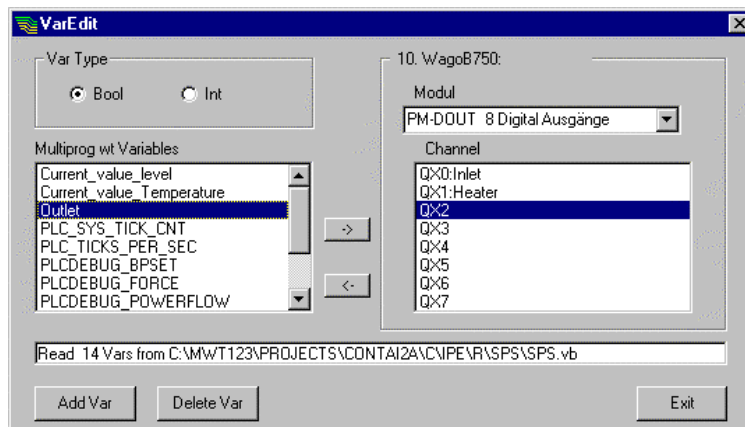 VarEdit
Var Type
Bool
Int
Multiprog wt Variables
Current_value_level
Current_value_Temperature
Outlet
PLC_SYS_TICK_CNT
PLC_TICKS_PER_SEC
PLCDEBUG_BPSET
PLCDEBUG_FORCE
PLCDEBUG_POWERFLOW
->
<-
10. WagoB750:
Modul
PM-DOUT  8 Digital Ausgänge
Channel
QX0:Inlet
QX1:Heater
QX2
QX3
QX4
QX5
QX6
QX7
Read  14 Vars from C:\MWT123\PROJECTS\CONTAI2A\C\IPE\R\SPS\SPS.vb
Add Var
Delete Var
Exit